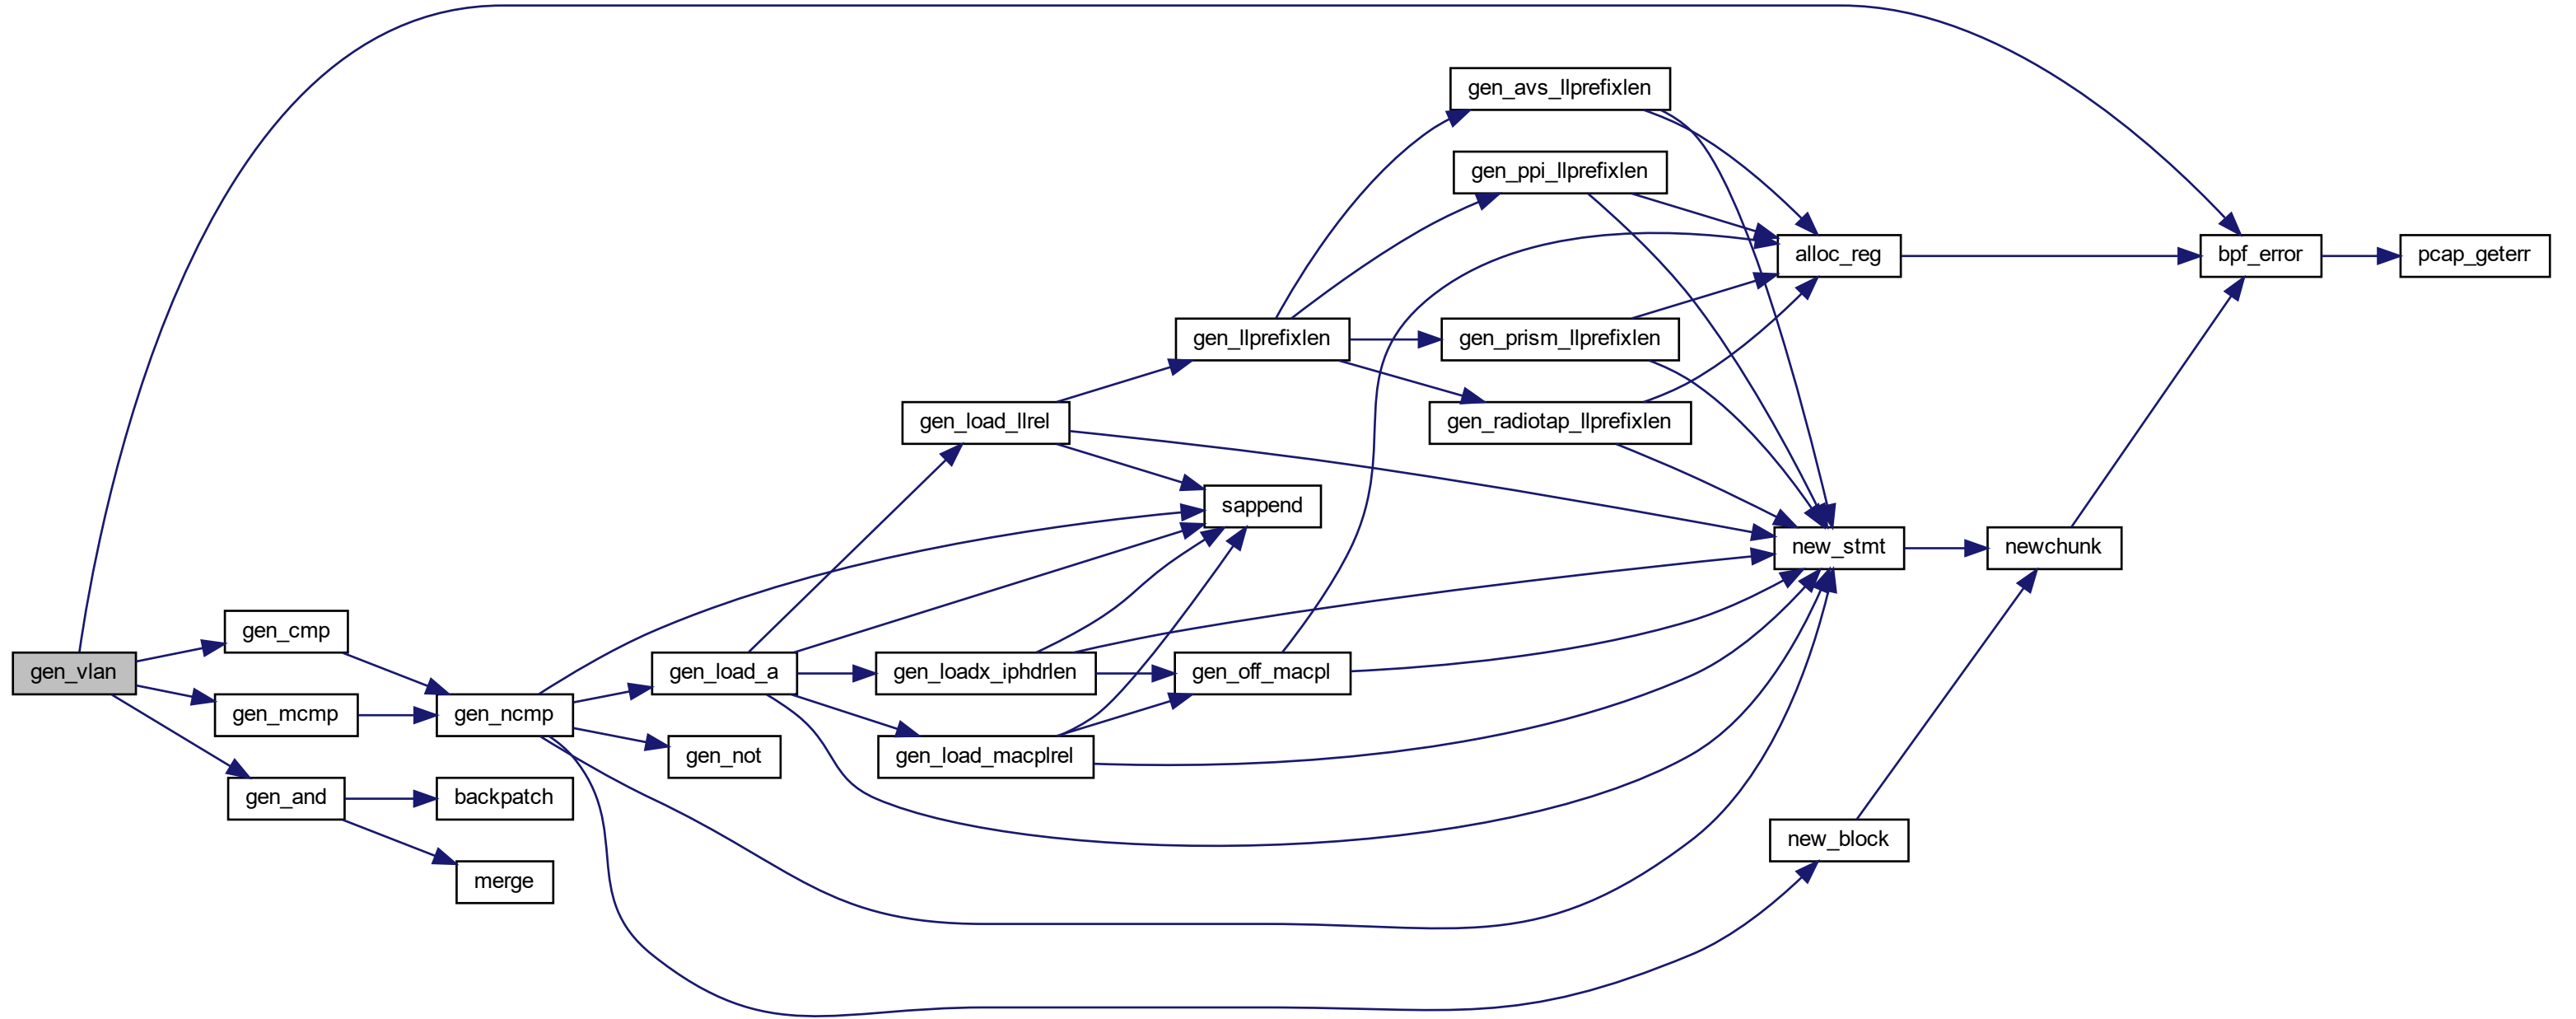 gen_avs_llprefixlen
gen_ppi_llprefixlen
alloc_reg
bpf_error
pcap_geterr
gen_llprefixlen
gen_prism_llprefixlen
gen_load_llrel
gen_radiotap_llprefixlen
sappend
new_stmt
newchunk
gen_cmp
gen_vlan
gen_load_a
gen_loadx_iphdrlen
gen_off_macpl
gen_mcmp
gen_ncmp
gen_not
gen_load_macplrel
gen_and
backpatch
new_block
merge